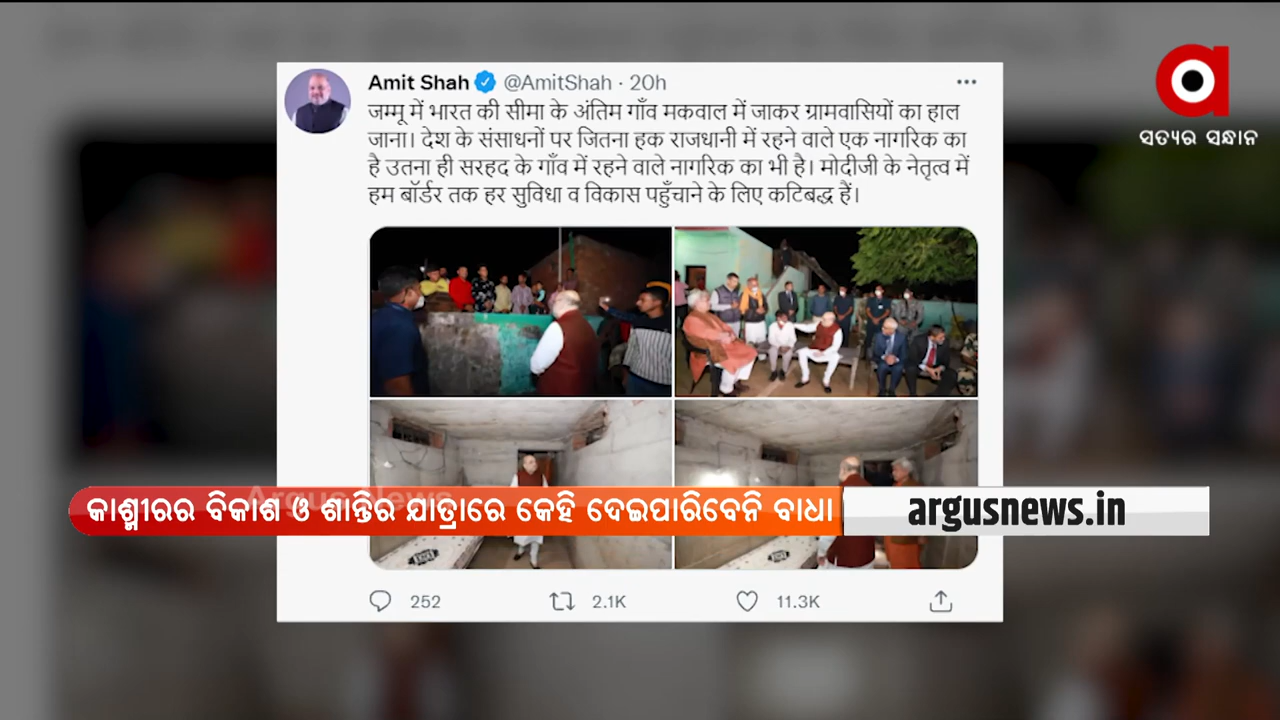 Amit Shah @AmitShah · 20h
जम्मू में भारत की सीमा के अंतिम गाँव मकवाल में जाकर ग्रामवासियों का हाल
जाना। देश के संसाधनों पर जितना हक राजधानी में रहने वाले एक नागरिक का
है उतना ही सरहद के गाँव में रहने वाले नागरिक का भी है। मोदीजी के नेतृत्व में
हम बॉर्डर तक हर सुविधा व विकास पहुँचाने के लिए कटिबद्ध हैं।
ସତ୍ୟର ସନ୍ଧାନ
Argus News
କାଶ୍ମୀରର ବିକାଶ ଓ ଶାନ୍ତିର ଯାତ୍ରାରେ କେହି ଦେଇପାରିବେନି ବାଧା
argusnews.in
252 2.1K 11.3K